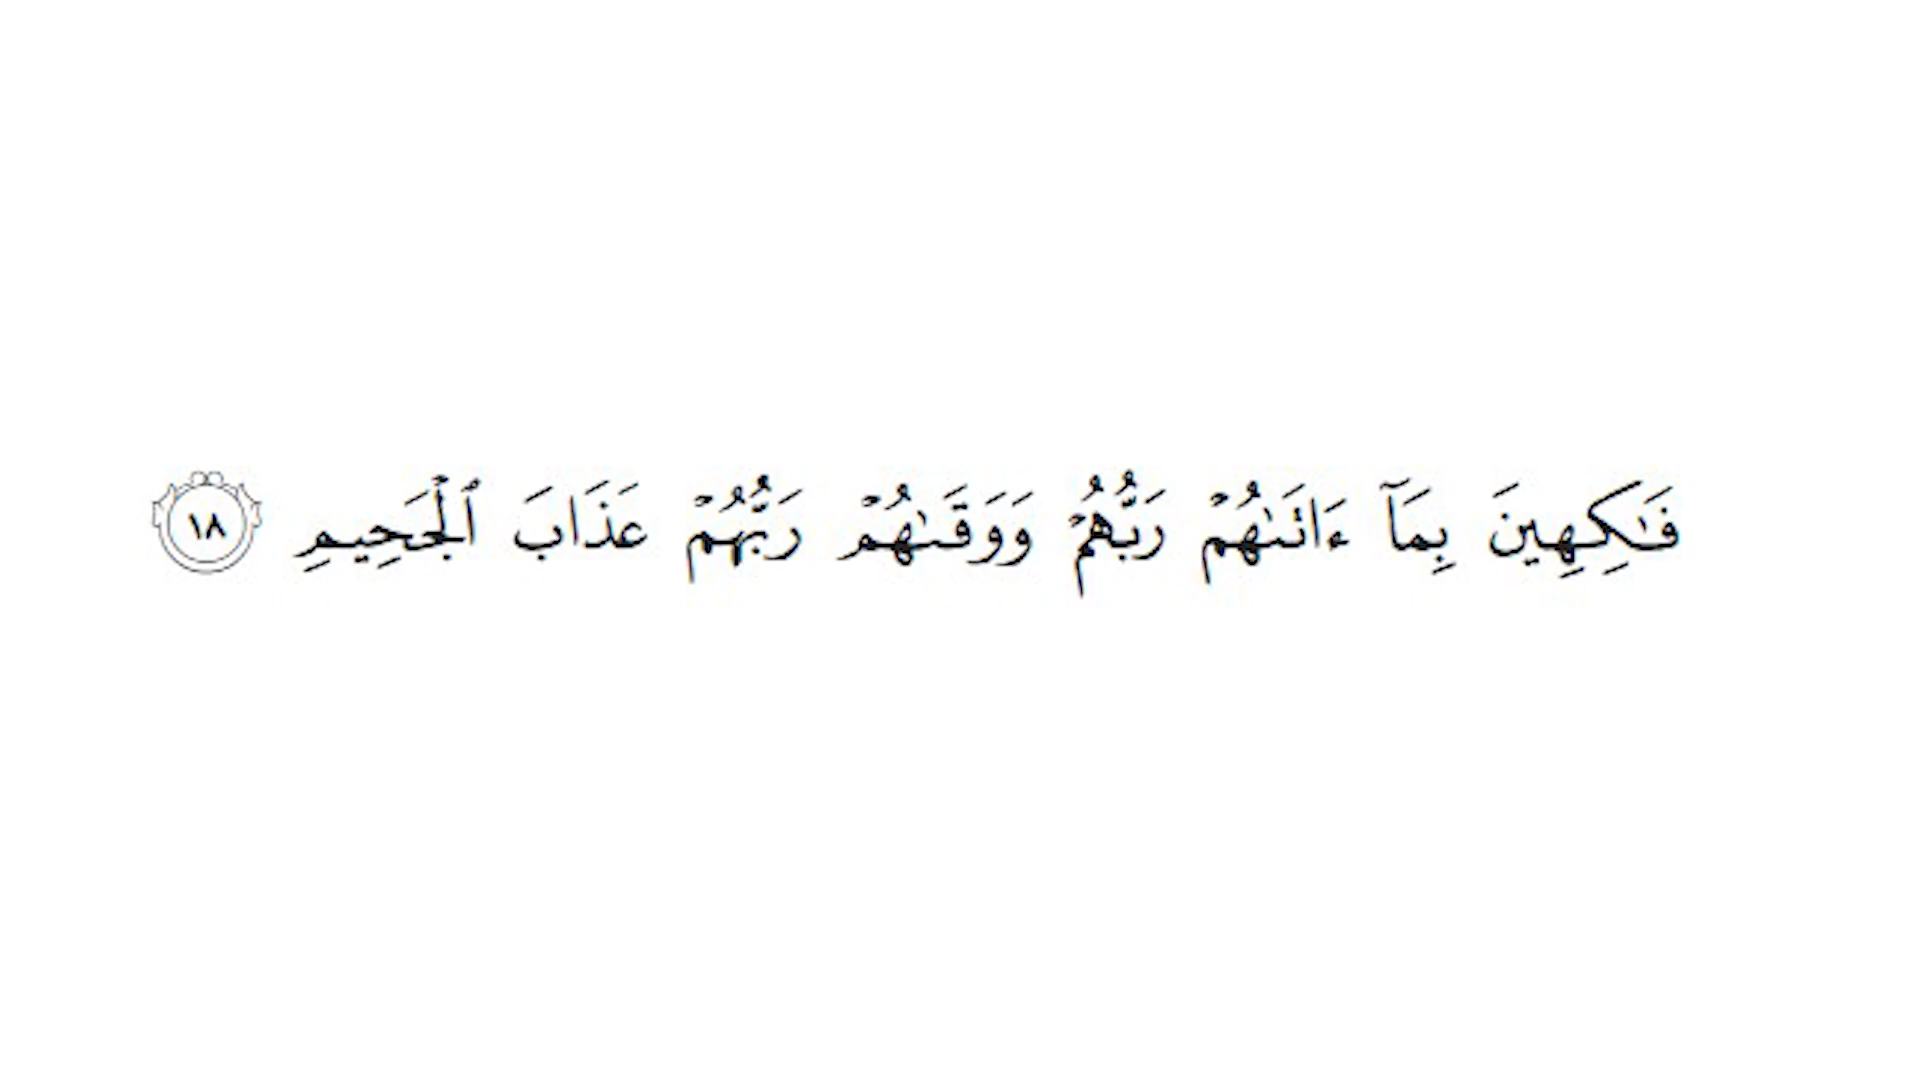 فَـٰكِهِينَ بِمَآ ءَاتَىٰهُمْ رَبُّهُمْ وَوَقَىٰهُمْ رَبُّهُمْ عَذَابَ ٱلْجَحِيمِ ١٨